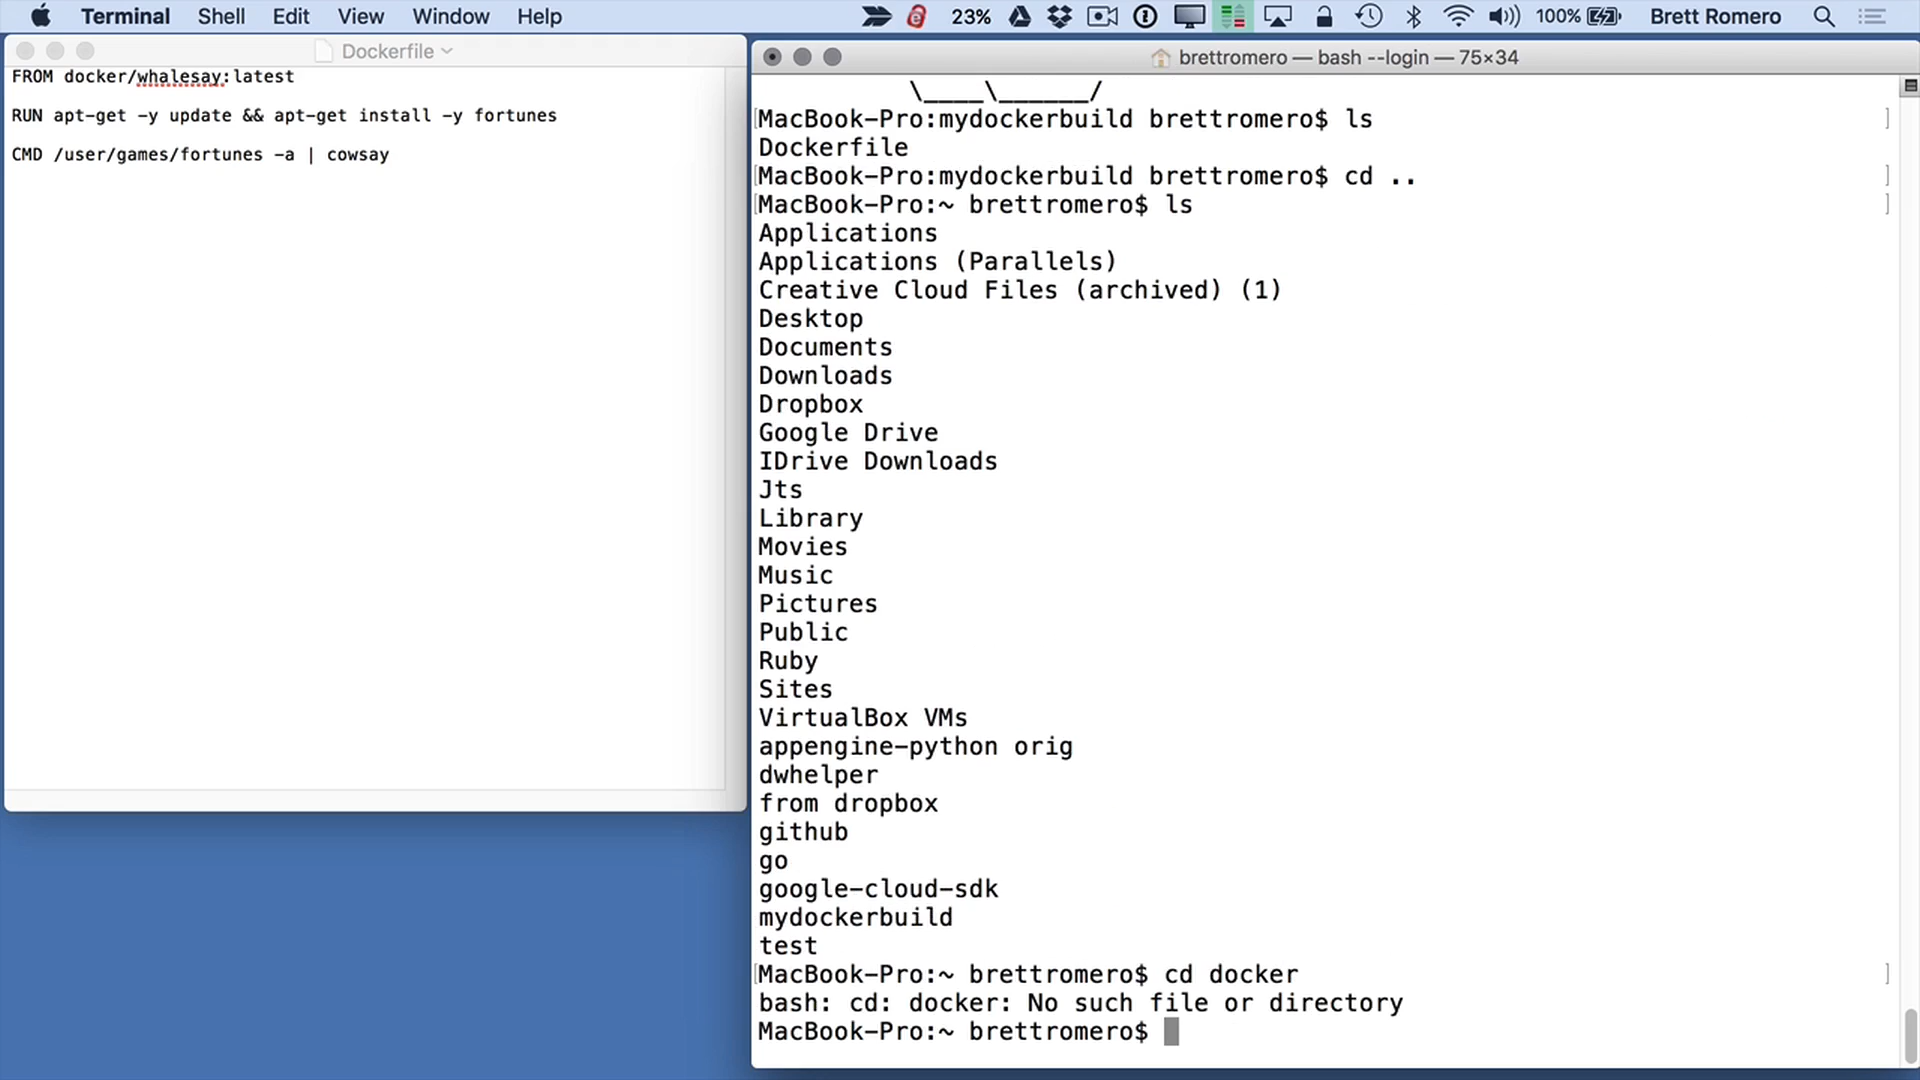 Terminal Shell Edit View Window Help 23% 100% Brett Romero
Dockerfile
FROM docker/whalesay:latest
RUN apt-get -y update && apt-get install -y fortunes
CMD /user/games/fortunes -a | cowsay
brettromero — bash --login — 75×34
\____\______/
MacBook-Pro:mydockerbuild brettromero$ ls
Dockerfile
MacBook-Pro:mydockerbuild brettromero$ cd ..
MacBook-Pro:~ brettromero$ ls
Applications
Applications (Parallels)
Creative Cloud Files (archived) (1)
Desktop
Documents
Downloads
Dropbox
Google Drive
IDrive Downloads
Jts
Library
Movies
Music
Pictures
Public
Ruby
Sites
VirtualBox VMs
appengine-python orig
dwhelper
from dropbox
github
go
google-cloud-sdk
mydockerbuild
test
MacBook-Pro:~ brettromero$ cd docker
bash: cd: docker: No such file or directory
MacBook-Pro:~ brettromero$